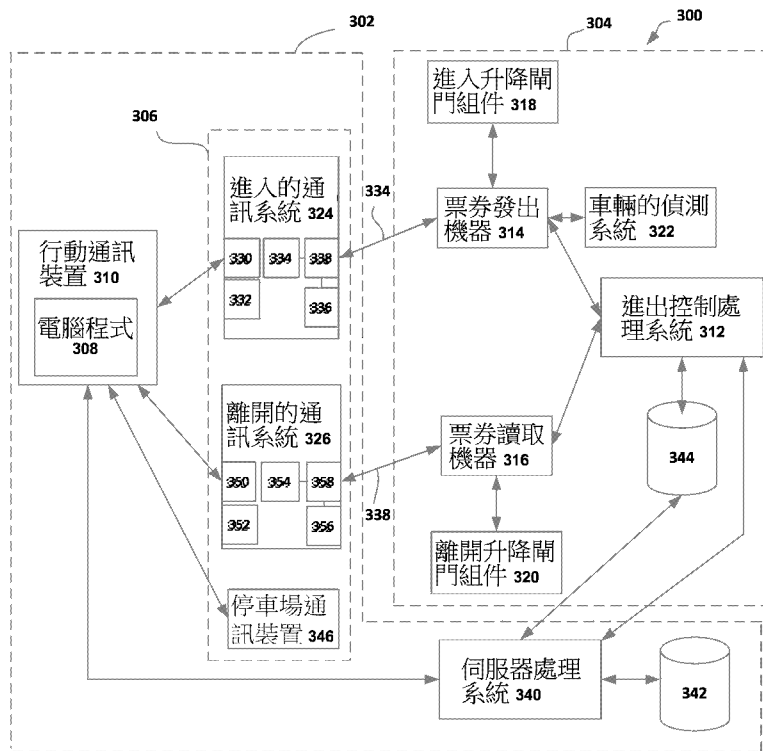 302
304
300
306
進入升降閘
門組件 318
進入的通
訊系統
324
334
票券發出
機器 314
車輛的偵測
系統 322
行動通訊
裝置 310
330 334 338
332
336
電腦程式
308
進出控制處
理系統 312
離開的通
訊系統
326
票券讀取
機器 316
344
350 354 358
352
356
338
離開升降閘
門組件 320
停車場通
訊裝置 346
伺服器處理
系統 340
342